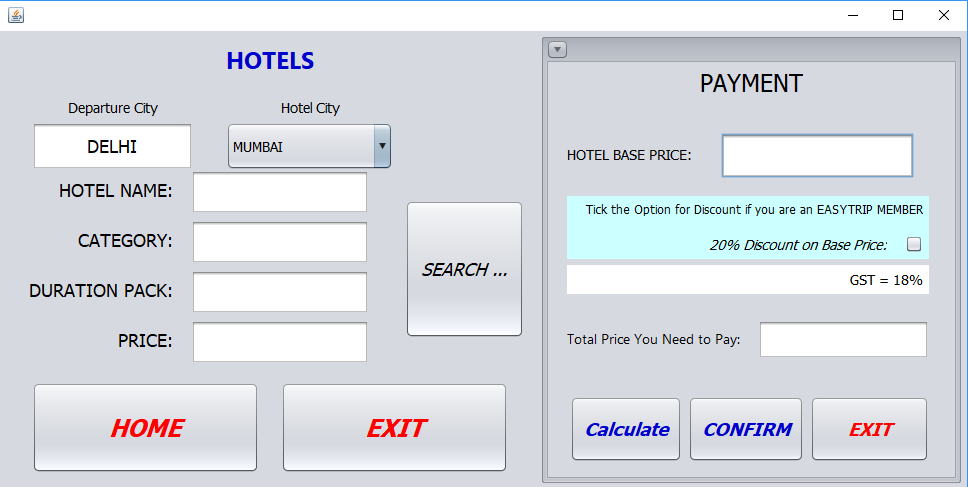 HOTELS
Departure City
Hotel City
DELHI
MUMBAI
HOTEL NAME:
CATEGORY:
DURATION PACK:
PRICE:
SEARCH ...
HOME
EXIT
PAYMENT
HOTEL BASE PRICE:
Tick the Option for Discount if you are an EASYTRIP MEMBER
20% Discount on Base Price:
GST = 18%
Total Price You Need to Pay:
Calculate
CONFIRM
EXIT